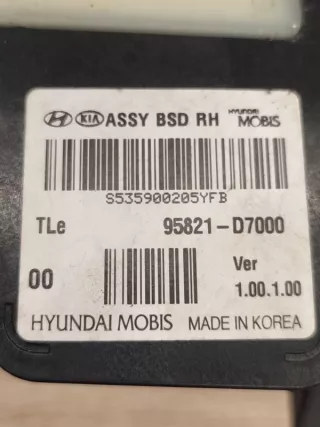 KIA ASSY BSD RH HYUNDAI MOBIS
S535900205YFB
TLe 95821-D7000
00 Ver
1.00.1.00
HYUNDAI MOBIS MADE IN KOREA